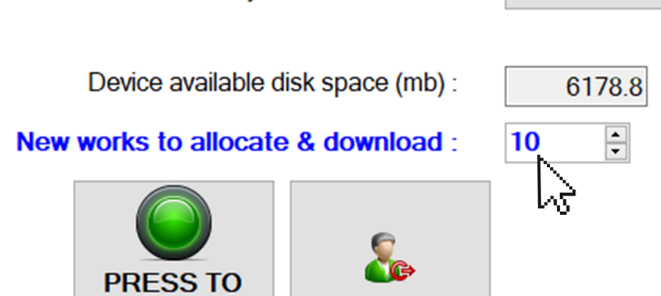 Device available disk space (mb) : 6178.8
New works to allocate & download : 10
PRESS TO